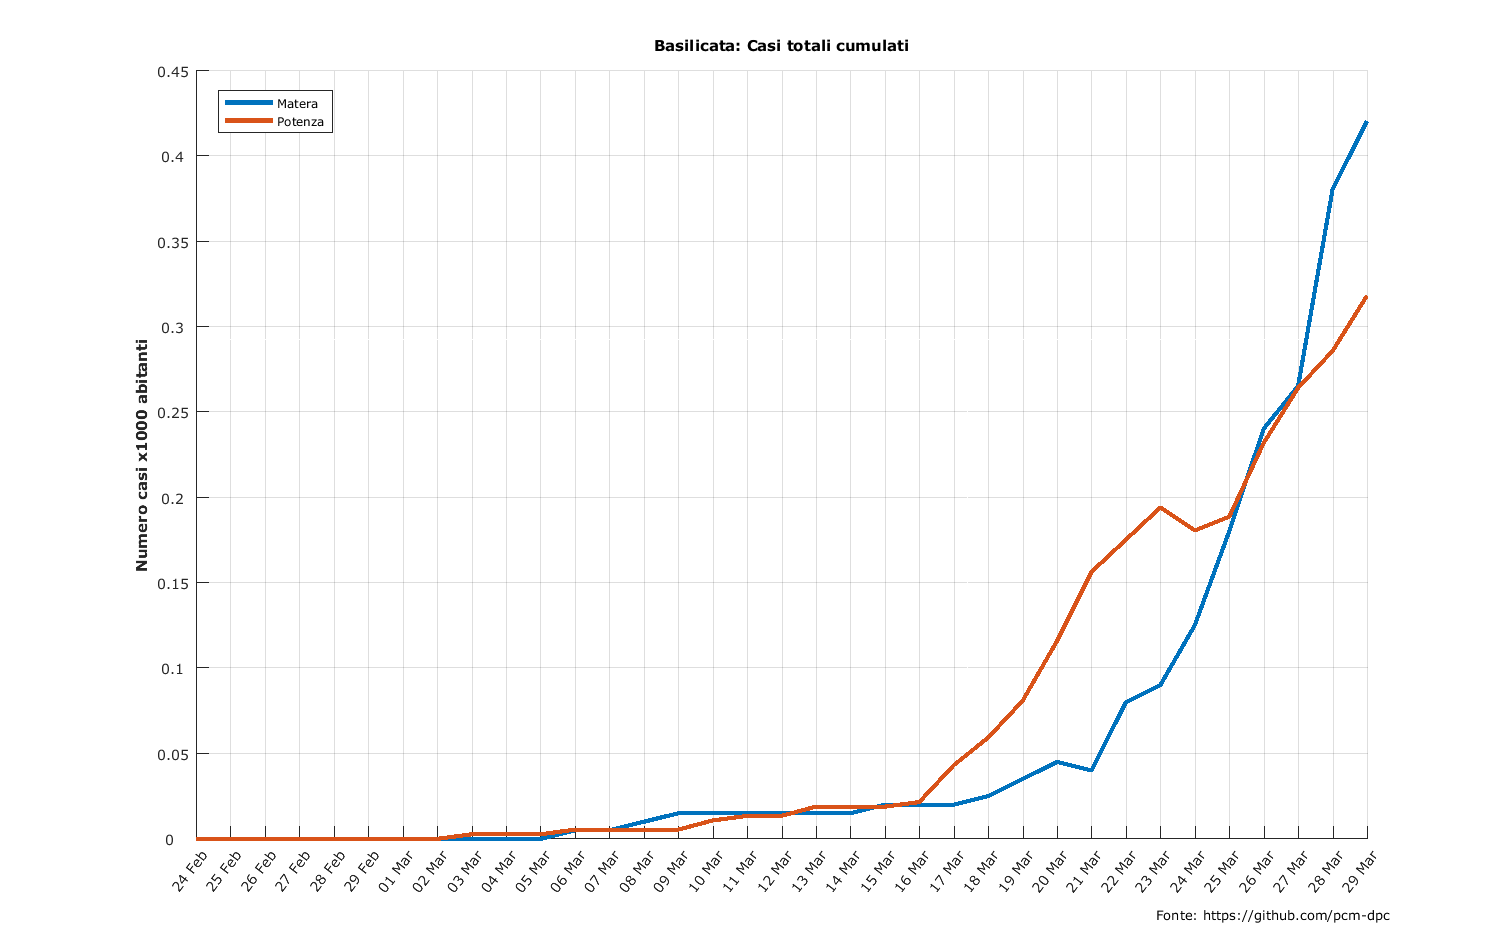 Basilicata: Casi totali cumulati
Matera
Potenza
Numero casi x1000 abitanti
0.45
0.4
0.35
0.3
0.25
0.2
0.15
0.1
0.05
0
24 Feb
25 Feb
26 Feb
27 Feb
28 Feb
29 Feb
01 Mar
02 Mar
03 Mar
04 Mar
05 Mar
06 Mar
07 Mar
08 Mar
09 Mar
10 Mar
11 Mar
12 Mar
13 Mar
14 Mar
15 Mar
16 Mar
17 Mar
18 Mar
19 Mar
20 Mar
21 Mar
22 Mar
23 Mar
24 Mar
25 Mar
26 Mar
27 Mar
28 Mar
29 Mar
Fonte: https://github.com/pcm-dpc